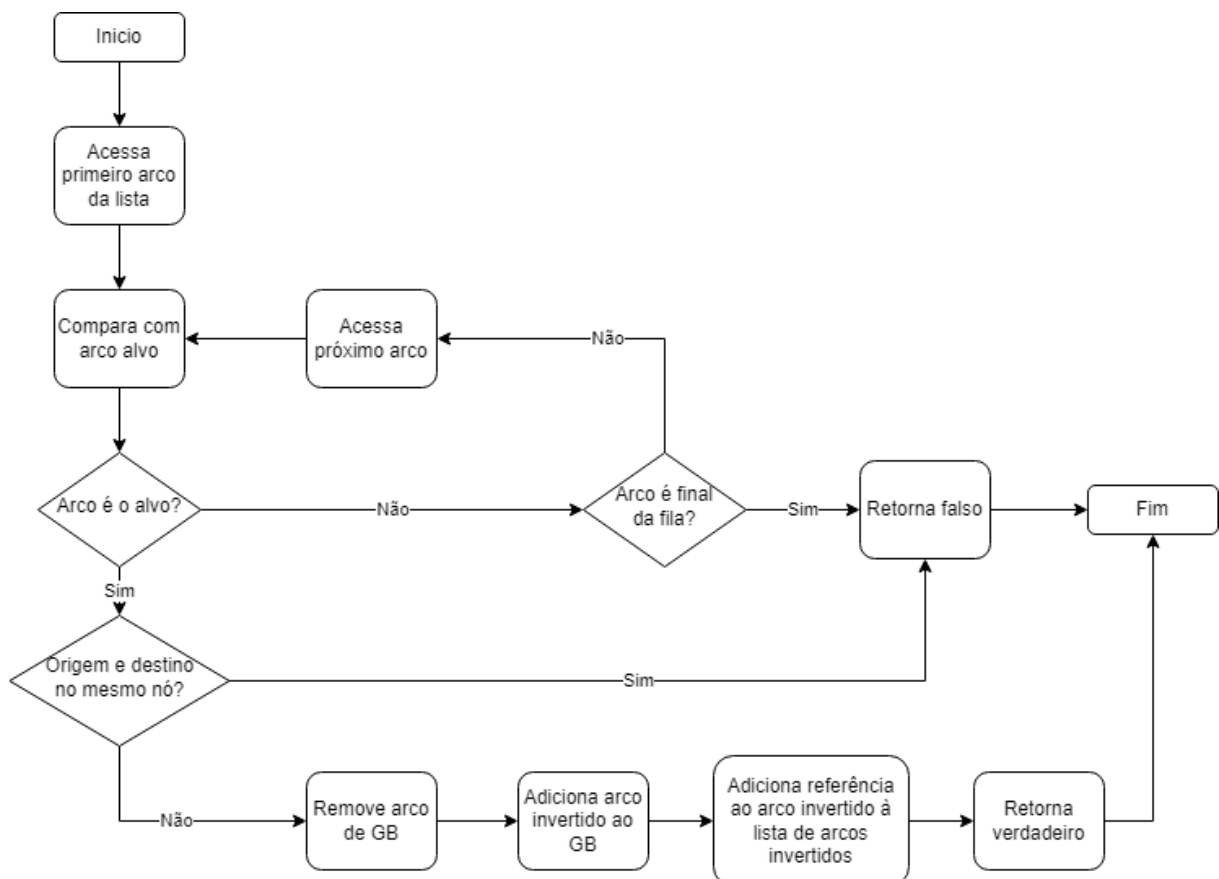 Inicio
Acessa
primeiro arco
da lista
Compara com
arco alvo
Acessa
próximo arco
Não
Arco é o alvo?
Não
Arco é final
da fila?
Sim
Retorna falso
Fim
Sim
Origem e destino
no mesmo nó?
Sim
Não
Remove arco
de GB
Adiciona arco
invertido ao
GB
Adiciona referência
ao arco invertido à
lista de arcos
invertidos
Retorna
verdadeiro